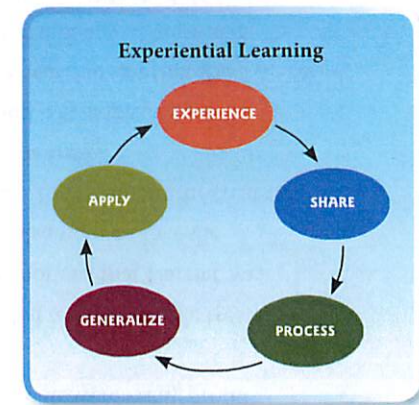 Experiential Learning
EXPERIENCE
SHARE
PROCESS
GENERALIZE
APPLY